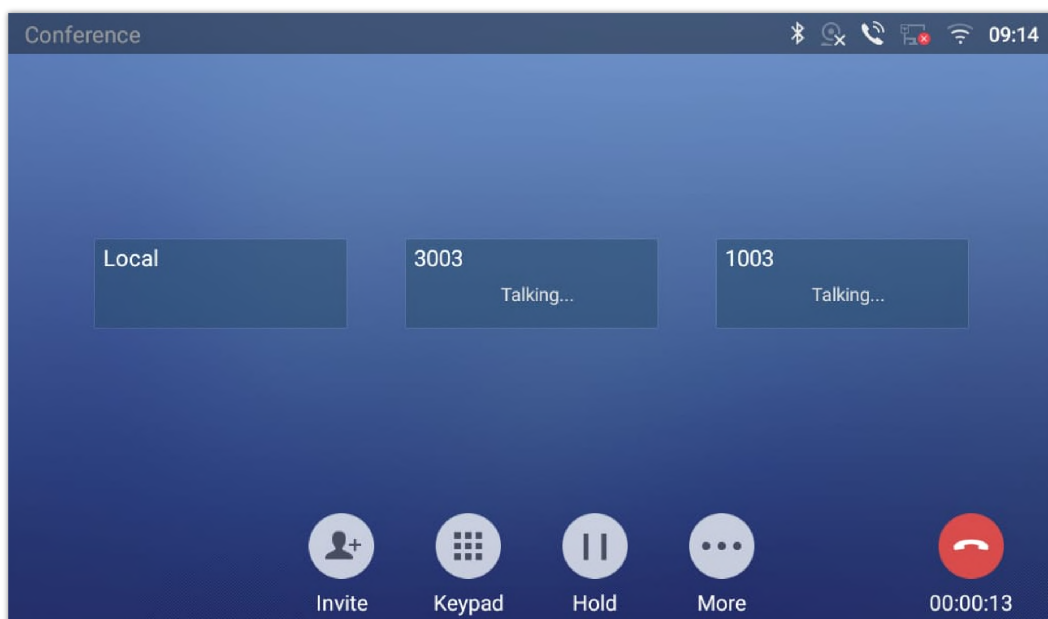 Conference
09:14
Local
3003
Talking...
1003
Talking...
Invite
Keypad
Hold
More
00:00:13